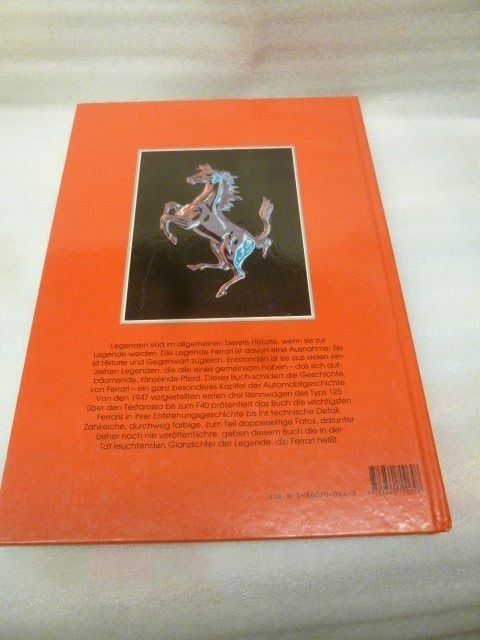 Legenden sind im allgemeinen bereits Historie, wenn sie zur
Legende werden. Die Legende Ferrari ist davon eine Ausnahme: Sie
ist Historie und Gegenwart zugleich. Entstanden ist sie aus vielen ein-
zelnen Legenden, die alle eines gemeinsam haben – das sich auf-
bäumende, tänzelnde Pferd. Dieses Buch schildert die Geschichte
von Ferrari – ein ganz besonderes Kapitel der Automobilgeschichte.
Von den 1947 vorgestellten ersten drei Rennwagen des Typs 125
über den Testarossa bis zum F40 präsentiert das Buch die wichtigsten
Ferraris in ihrer Entstehungsgeschichte bis ins technische Detail.
Zahlreiche, durchweg farbige, zum Teil doppelseitige Fotos, darunter
bisher noch nie veröffentlichte, geben diesem Buch die in der
Tat leuchtenden Glanzlichter der Legende, die Ferrari heißt.